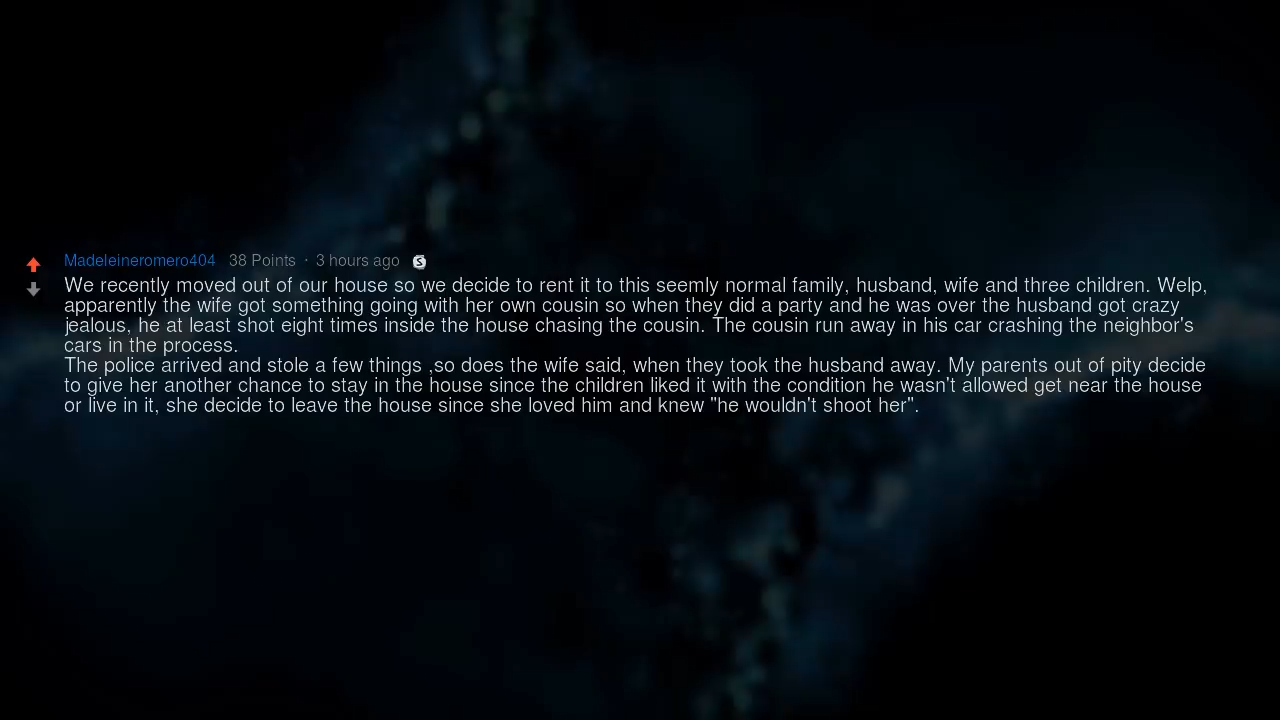 Madeleineromero404 38 Points · 3 hours ago
We recently moved out of our house so we decide to rent it to this seemly normal family, husband, wife and three children. Welp,
apparently the wife got something going with her own cousin so when they did a party and he was over the husband got crazy
jealous, he at least shot eight times inside the house chasing the cousin. The cousin run away in his car crashing the neighbor's
cars in the process.
The police arrived and stole a few things ,so does the wife said, when they took the husband away. My parents out of pity decide
to give her another chance to stay in the house since the children liked it with the condition he wasn't allowed get near the house
or live in it, she decide to leave the house since she loved him and knew "he wouldn't shoot her".